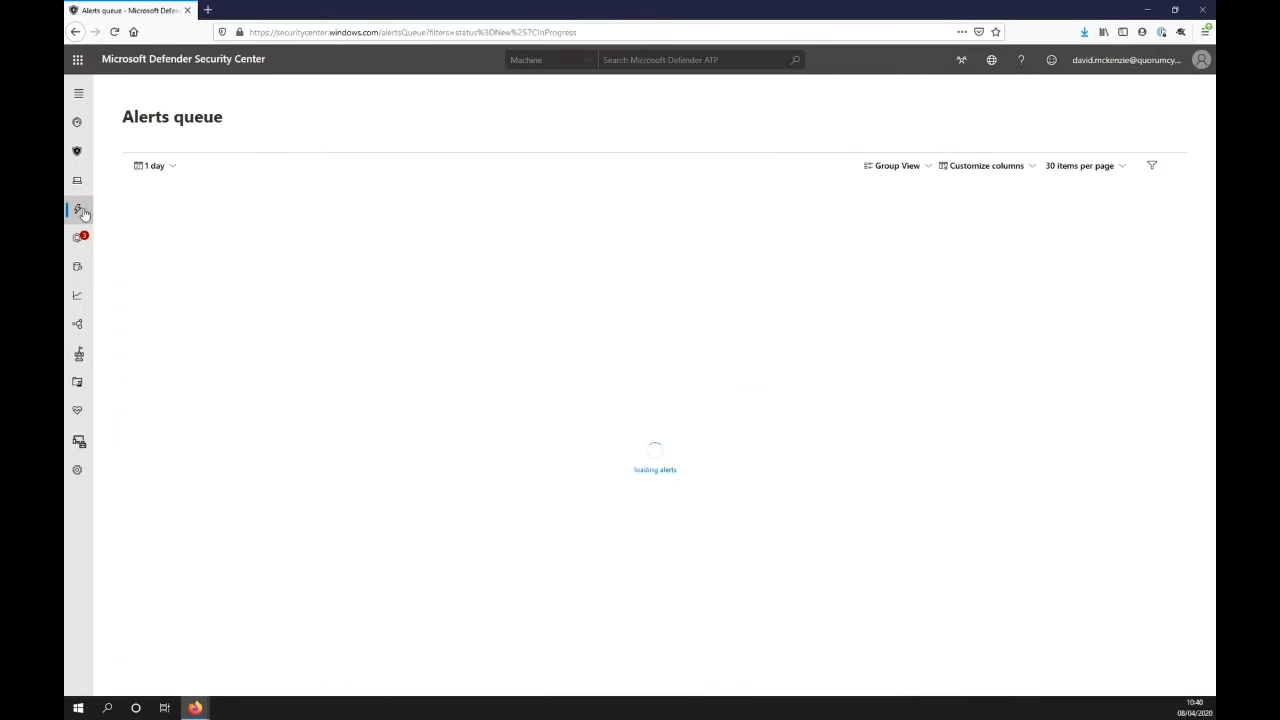 Alerts queue - Microsoft Defen
https://securitycenter.windows.com/alertsQueue?filters=status%3DNew%257CInProgress
Microsoft Defender Security Center
Machine
Search Microsoft Defender ATP
david.mckenzie@quorumcy...
Alerts queue
1 day
Group View
Customize columns
30 items per page
3
loading alerts
10:40
08/04/2020